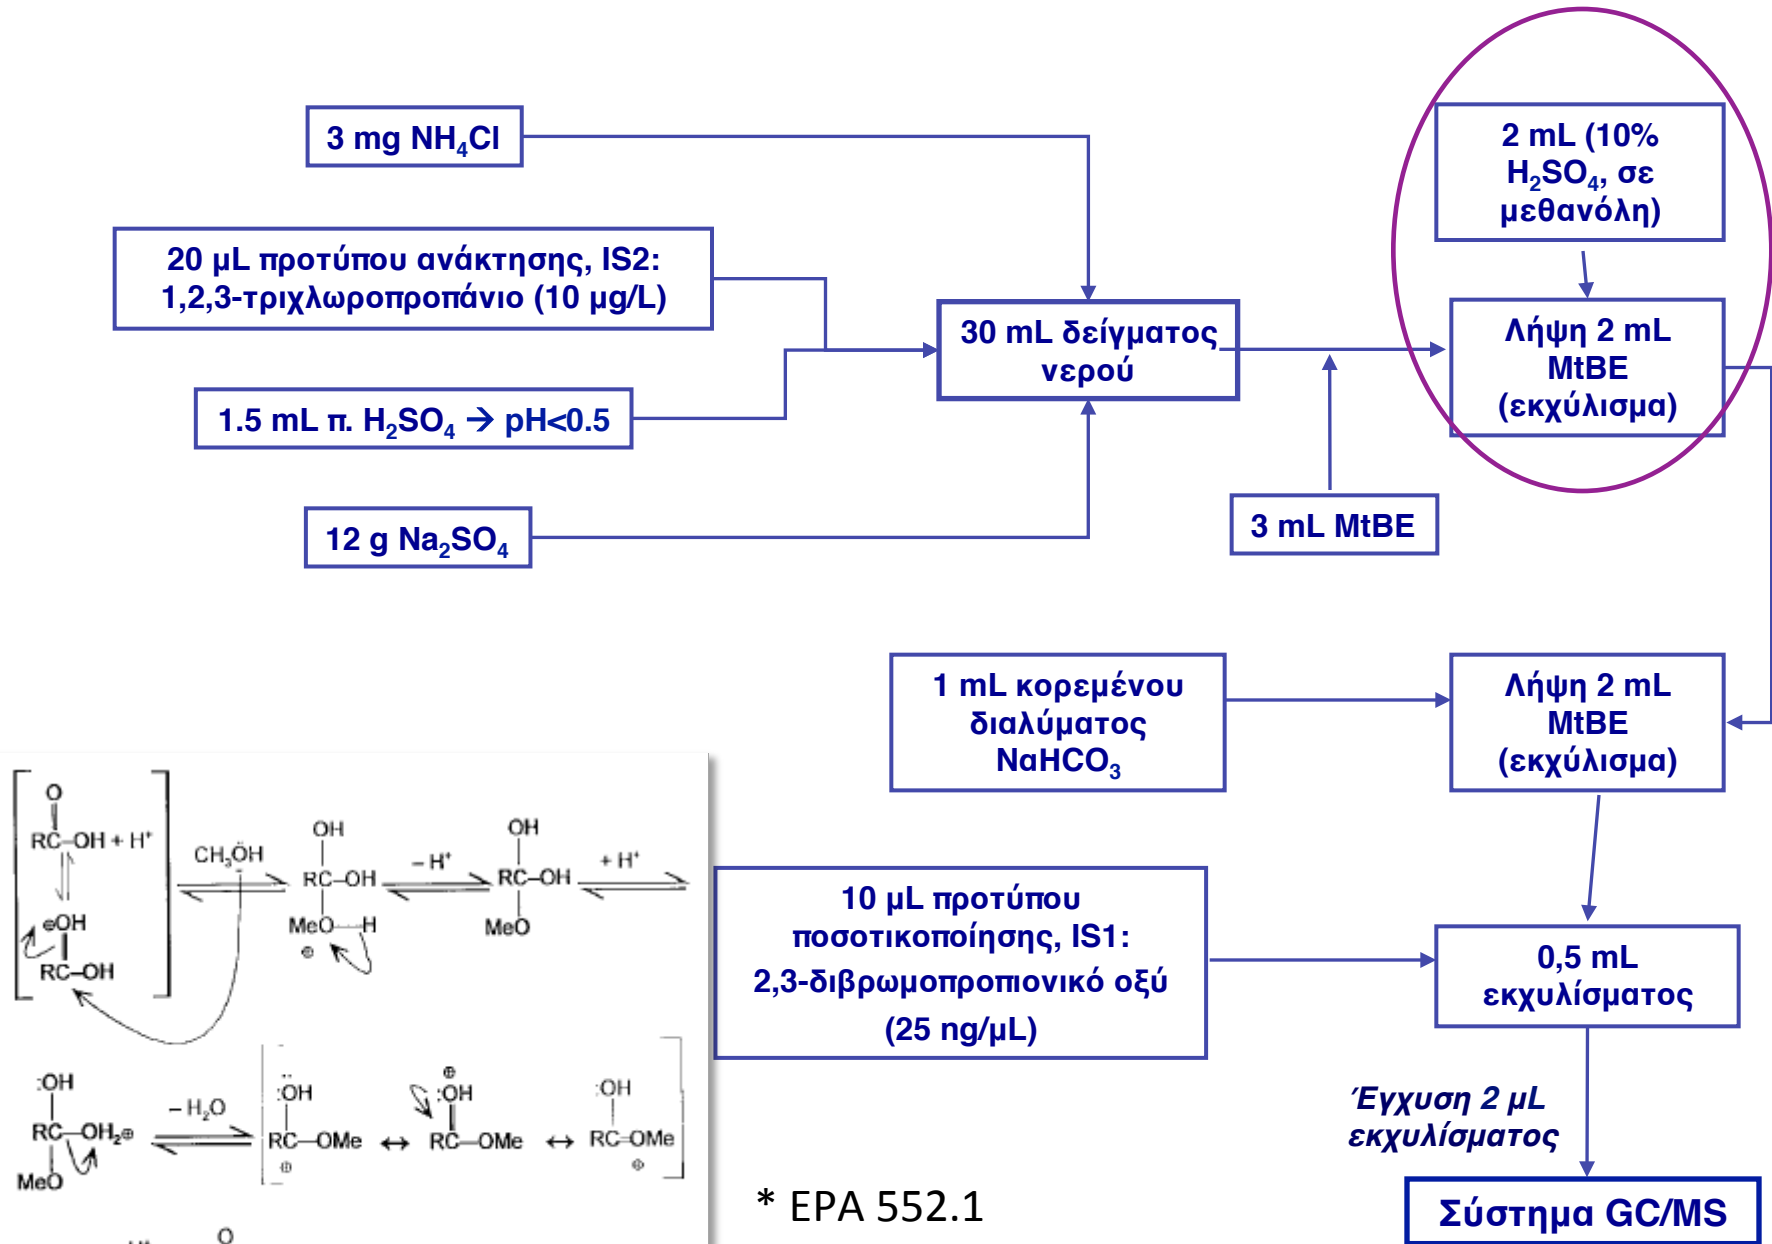 3 mg NH₄Cl
20 μL προτύπου ανάκτησης, IS2:
1,2,3-τριχλωροπροπάνιο (10 μg/L)
1.5 mL π. H₂SO₄ → pH<0.5
12 g Na₂SO₄
30 mL δείγματος
νερού
3 mL MtBE
2 mL (10%
H₂SO₄, σε
μεθανόλη)
Λήψη 2 mL
MtBE
(εκχύλισμα)
1 mL κορεμένου
διαλύματος
NaHCO₃
Λήψη 2 mL
MtBE
(εκχύλισμα)
10 μL προτύπου
ποσοτικοποίησης, IS1:
2,3-διβρωμοπροπιονικό οξύ
(25 ng/μL)
0,5 mL
εκχυλίσματος
Έγχυση 2 μL
εκχυλίσματος
Σύστημα GC/MS
* EPA 552.1
O
RC–OH + H⁺
⊕OH
RC–OH
CH₃ÖH
OH
RC–OH
MeO H
⊕
– H⁺
OH
RC–OH
MeO
+ H⁺
:OH
RC–OH₂⊕
MeO
– H₂O
:ÖH
RC–OMe
⊕
↔
⊕
:OH
RC–OMe
↔
:OH
RC=OMe
⊕
O